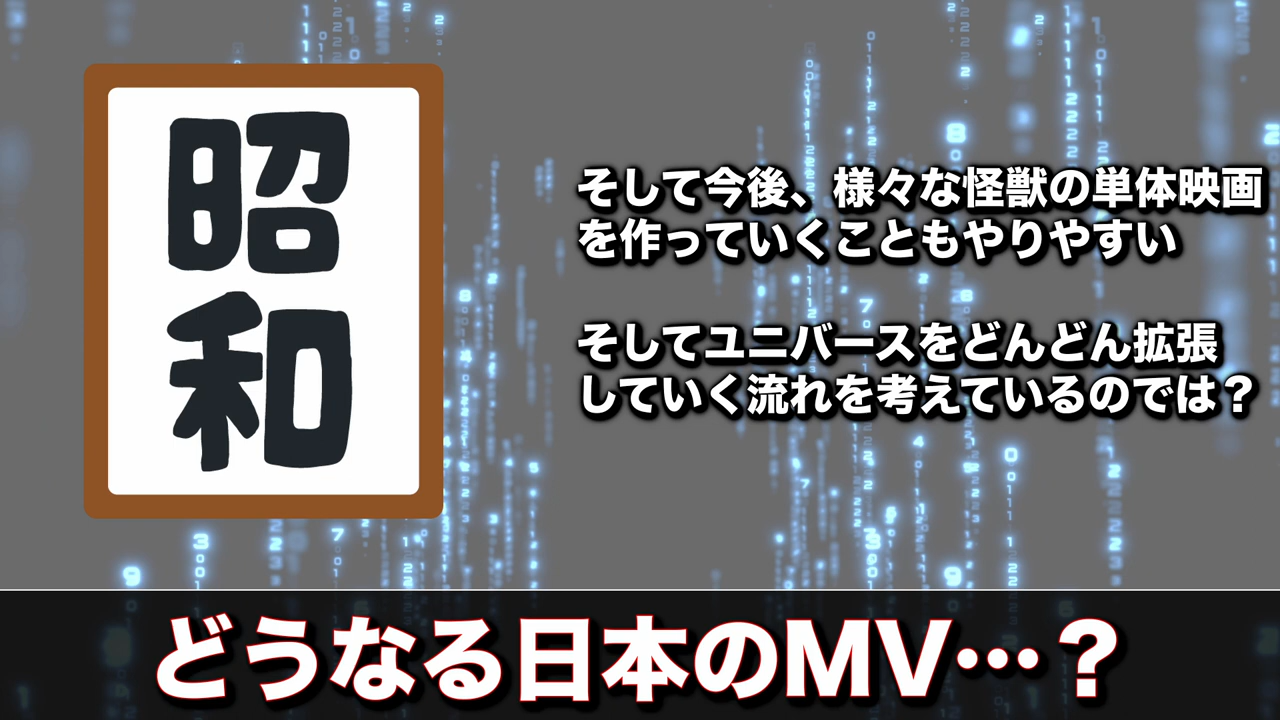 昭和
そして今後、様々な怪獣の単体映画
を作っていくこともやりやすい
そしてユニバースをどんどん拡張
していく流れを考えているのでは？
どうなる日本のMV…？